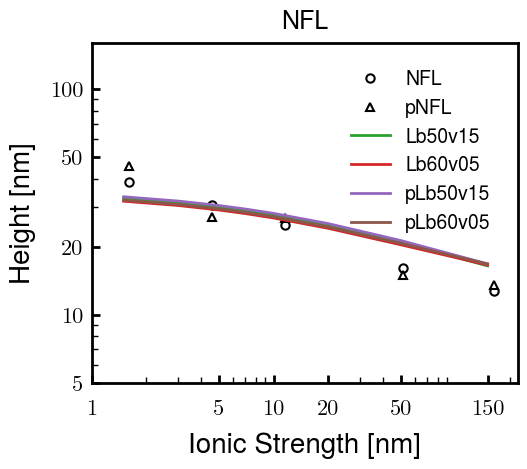 NFL
Height [nm]
100
50
20
10
5
1
5
10
20
50
150
Ionic Strength [nm]
NFL
pNFL
Lb50v15
Lb60v05
pLb50v15
pLb60v05